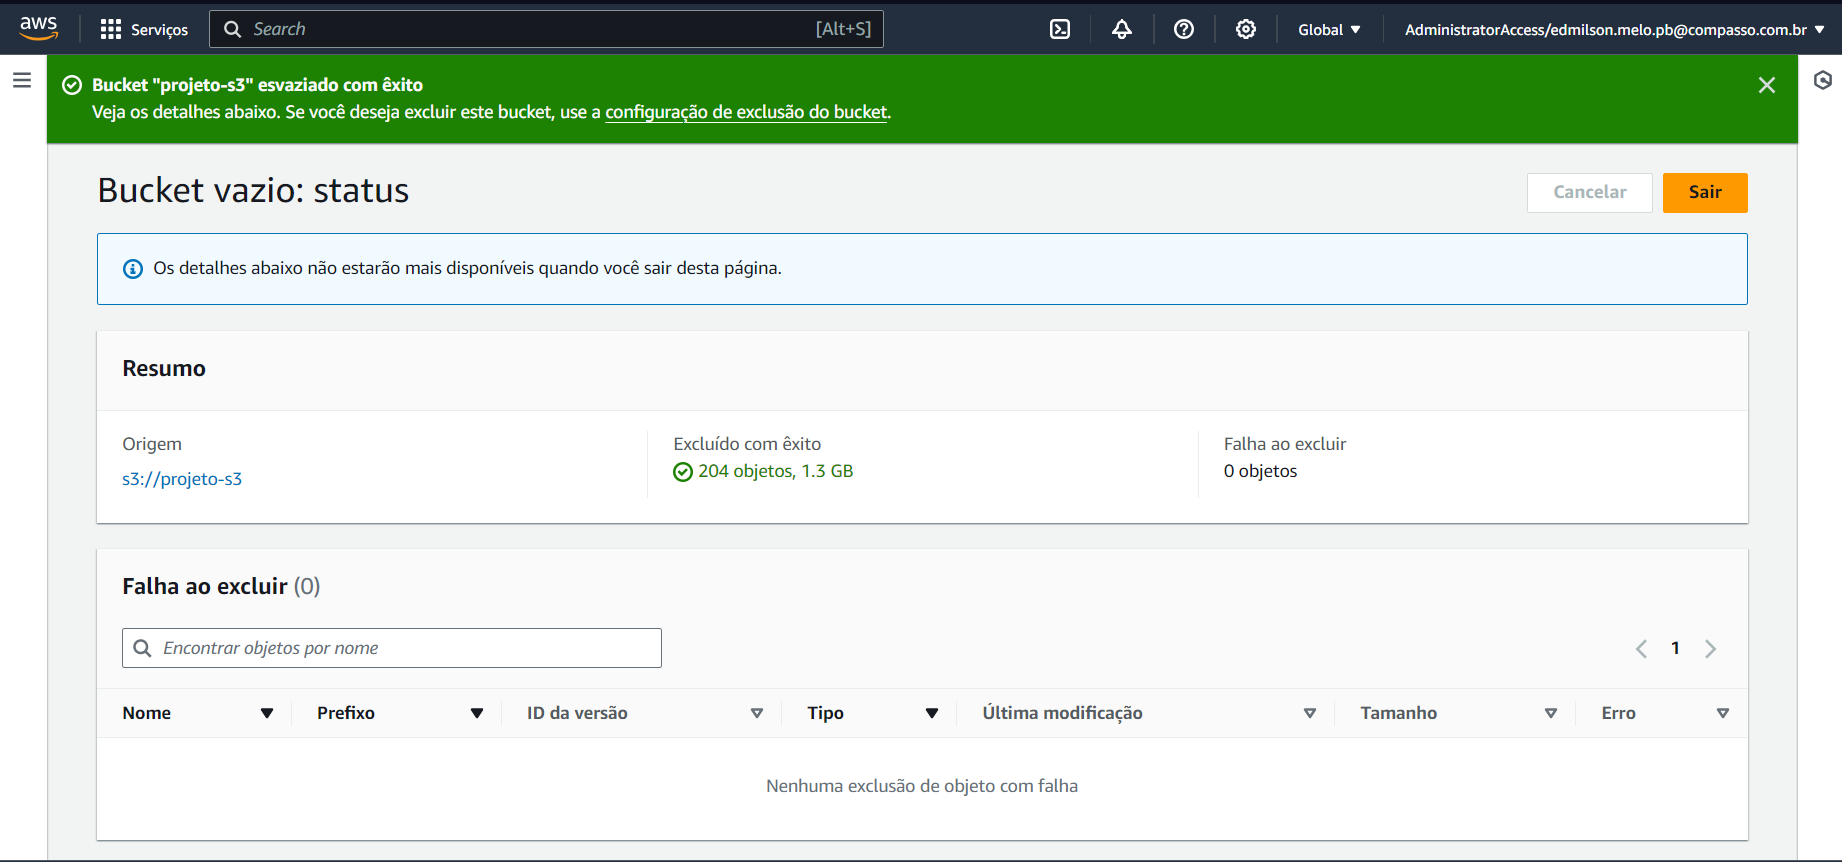 aws
Serviços
Search
[Alt+S]
Global
AdministratorAccess/edmilson.melo.pb@compasso.com.br
Bucket "projeto-s3" esvaziado com êxito
Veja os detalhes abaixo. Se você deseja excluir este bucket, use a configuração de exclusão do bucket.
Bucket vazio: status
Cancelar
Sair
Os detalhes abaixo não estarão mais disponíveis quando você sair desta página.
Resumo
Origem
s3://projeto-s3
Excluído com êxito
204 objetos, 1.3 GB
Falha ao excluir
0 objetos
Falha ao excluir (0)
Encontrar objetos por nome
1
Nome
Prefixo
ID da versão
Tipo
Última modificação
Tamanho
Erro
Nenhuma exclusão de objeto com falha